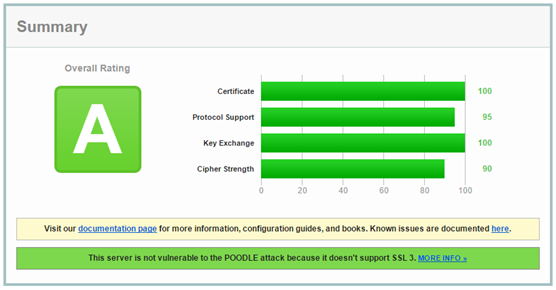 Summary
Overall Rating
A
Certificate 100
Protocol Support 95
Key Exchange 100
Cipher Strength 90
0 20 40 60 80 100
Visit our documentation page for more information, configuration guides, and books. Known issues are documented here.
This server is not vulnerable to the POODLE attack because it doesn't support SSL 3. MORE INFO »